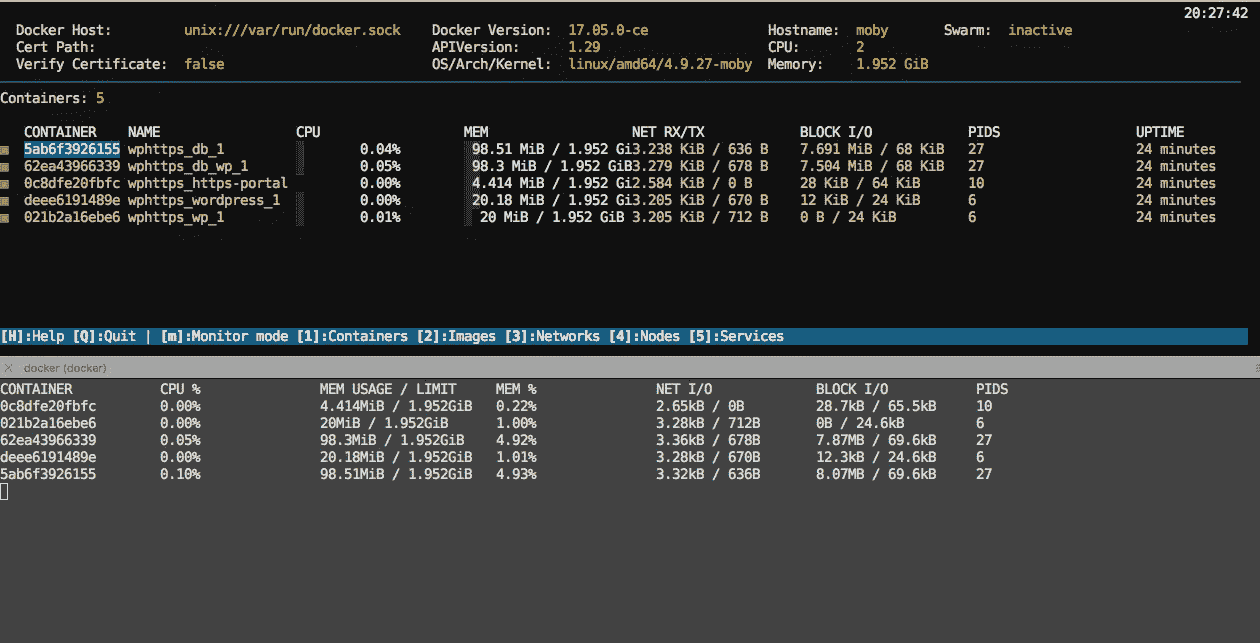 20:27:42
Docker Host: unix:///var/run/docker.sock Docker Version: 17.05.0-ce Hostname: moby Swarm: inactive
Cert Path: APIVersion: 1.29 CPU: 2
Verify Certificate: false OS/Arch/Kernel: linux/amd64/4.9.27-moby Memory: 1.952 GiB
Containers: 5
CONTAINER NAME CPU MEM NET RX/TX BLOCK I/O PIDS UPTIME
5ab6f3926155 wphttps_db_1 0.04% 98.51 MiB / 1.952 Gi3.238 KiB / 636 B 7.691 MiB / 68 KiB 27 24 minutes
62ea43966339 wphttps_db_wp_1 0.05% 98.3 MiB / 1.952 GiB3.279 KiB / 678 B 7.504 MiB / 68 KiB 27 24 minutes
0c8dfe20fbfc wphttps_https-portal 0.00% 4.414 MiB / 1.952 Gi2.584 KiB / 0 B 28 KiB / 64 KiB 10 24 minutes
deee6191489e wphttps_wordpress_1 0.00% 20.18 MiB / 1.952 Gi3.205 KiB / 670 B 12 KiB / 24 KiB 6 24 minutes
021b2a16ebe6 wphttps_wp_1 0.01% 20 MiB / 1.952 GiB 3.205 KiB / 712 B 0 B / 24 KiB 6 24 minutes
[H]:Help [Q]:Quit | [m]:Monitor mode [1]:Containers [2]:Images [3]:Networks [4]:Nodes [5]:Services
docker (docker)
CONTAINER CPU % MEM USAGE / LIMIT MEM % NET I/O BLOCK I/O PIDS
0c8dfe20fbfc 0.00% 4.414MiB / 1.952GiB 0.22% 2.65kB / 0B 28.7kB / 65.5kB 10
021b2a16ebe6 0.00% 20MiB / 1.952GiB 1.00% 3.28kB / 712B 0B / 24.6kB 6
62ea43966339 0.05% 98.3MiB / 1.952GiB 4.92% 3.36kB / 678B 7.87MB / 69.6kB 27
deee6191489e 0.00% 20.18MiB / 1.952GiB 1.01% 3.28kB / 670B 12.3kB / 24.6kB 6
5ab6f3926155 0.10% 98.51MiB / 1.952GiB 4.93% 3.32kB / 636B 8.07MB / 69.6kB 27